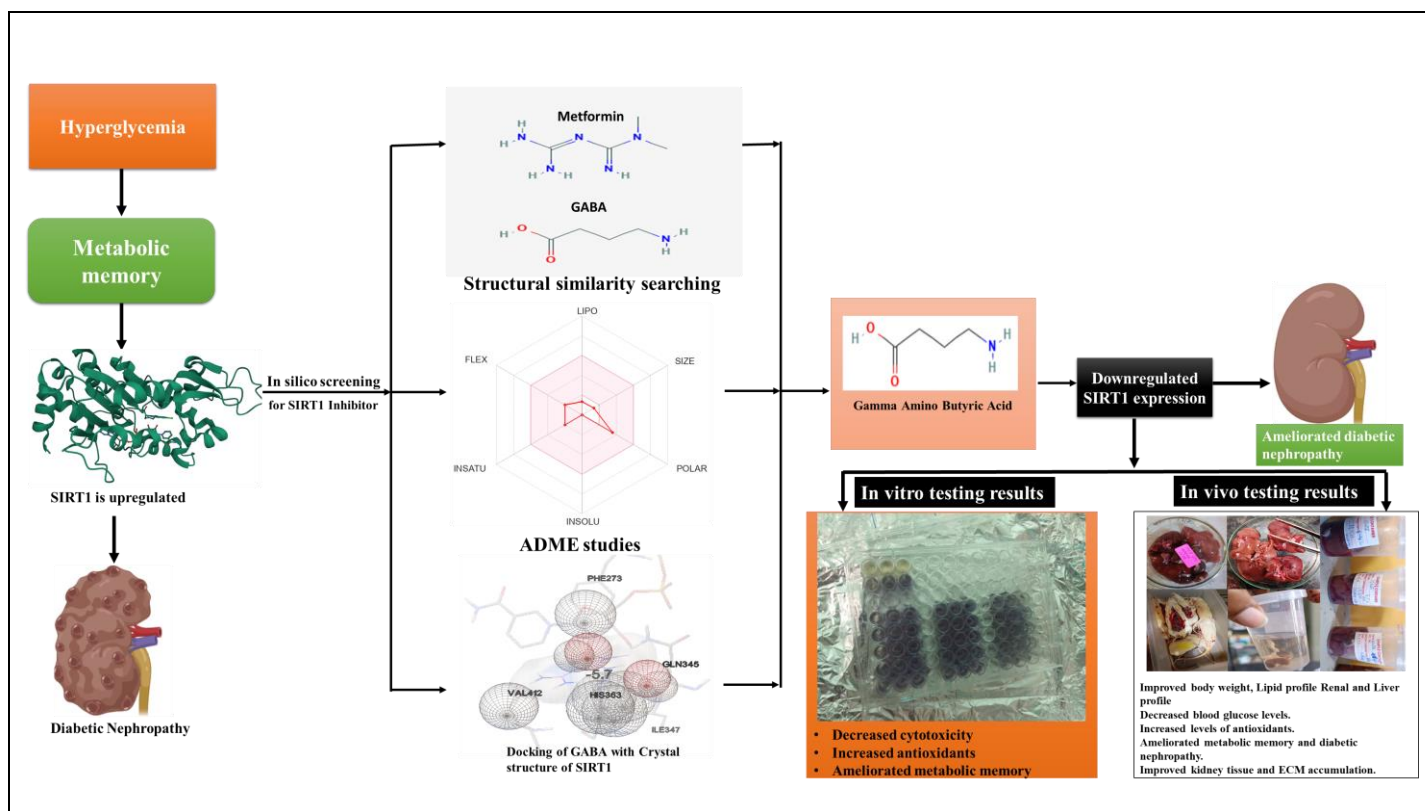 Hyperglycemia
Metabolic
memory
SIRT1 is upregulated
Diabetic Nephropathy
In silico screening
for SIRT1 Inhibitor
Metformin
H
H
N
N
N
H
N
H
N
H
GABA
H
O
O
N
H
H
Structural similarity searching
LIPO
FLEX
SIZE
INSATU
POLAR
INSOLU
ADME studies
PHE273
-5.7
GLN345
VAL412
HIS363
ILE347
Docking of GABA with Crystal
structure of SIRT1
H
O
O
N
H
H
Gamma Amino Butyric Acid
Downregulated
SIRT1 expression
Ameliorated diabetic
nephropathy
In vitro testing results
• Decreased cytotoxicity
• Increased antioxidants
• Ameliorated metabolic memory
In vivo testing results
Improved body weight, Lipid profile Renal and Liver
profile
Decreased blood glucose levels.
Increased levels of antioxidants.
Ameliorated metabolic memory and diabetic
nephropathy.
Improved kidney tissue and ECM accumulation.